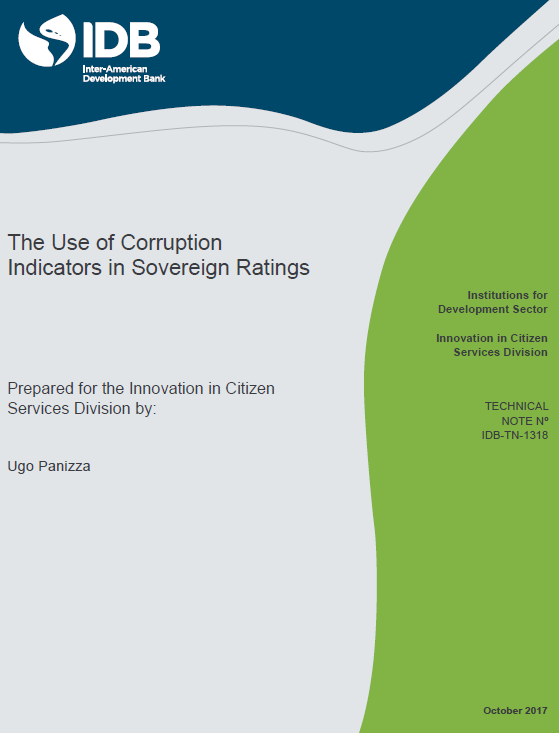 IDB
Inter-American
Development Bank
The Use of Corruption
Indicators in Sovereign Ratings
Institutions for
Development Sector
Innovation in Citizen
Services Division
Prepared for the Innovation in Citizen
Services Division by:
TECHNICAL
NOTE Nº
IDB-TN-1318
Ugo Panizza
October 2017